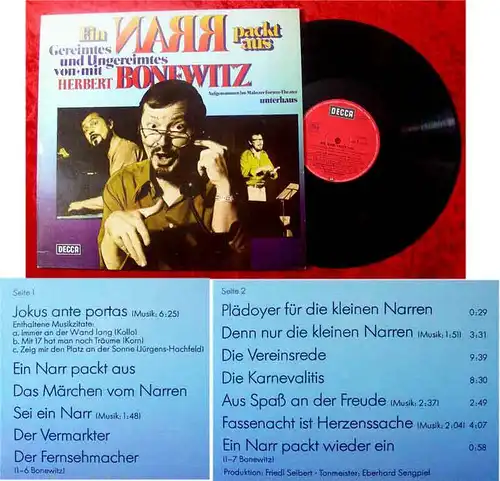 Ein NARR packt
aus
Gereimtes
und Ungereimtes
von+mit
HERBERT BONEWITZ
Aufgenommen im Mainzer Forum-Theater
unterhaus
DECCA
DECCA
Seite 1
Jokus ante portas (Musik: 6:25)
Enthaltene Musikzitate:
a. Immer an der Wand lang (Kollo)
b. Mit 17 hat man noch Träume (Korn)
c. Zeig mir den Platz an der Sonne (Jürgens-Hachfeld)
Ein Narr packt aus
Das Märchen vom Narren
Sei ein Narr (Musik: 1:48)
Der Vermarkter
Der Fernsehmacher
(1–6 Bonewitz)
Seite 2
Plädoyer für die kleinen Narren 0:29
Denn nur die kleinen Narren (Musik: 1:51) 3:31
Die Vereinsrede 9:39
Die Karnevalitis 8:30
Aus Spaß an der Freude (Musik: 2:37) 2:49
Fassenacht ist Herzenssache (Musik: 2:04) 4:07
Ein Narr packt wieder ein 0:58
(1–7 Bonewitz)
Produktion: Friedl Seibert · Tonmeister: Eberhard Sengpiel